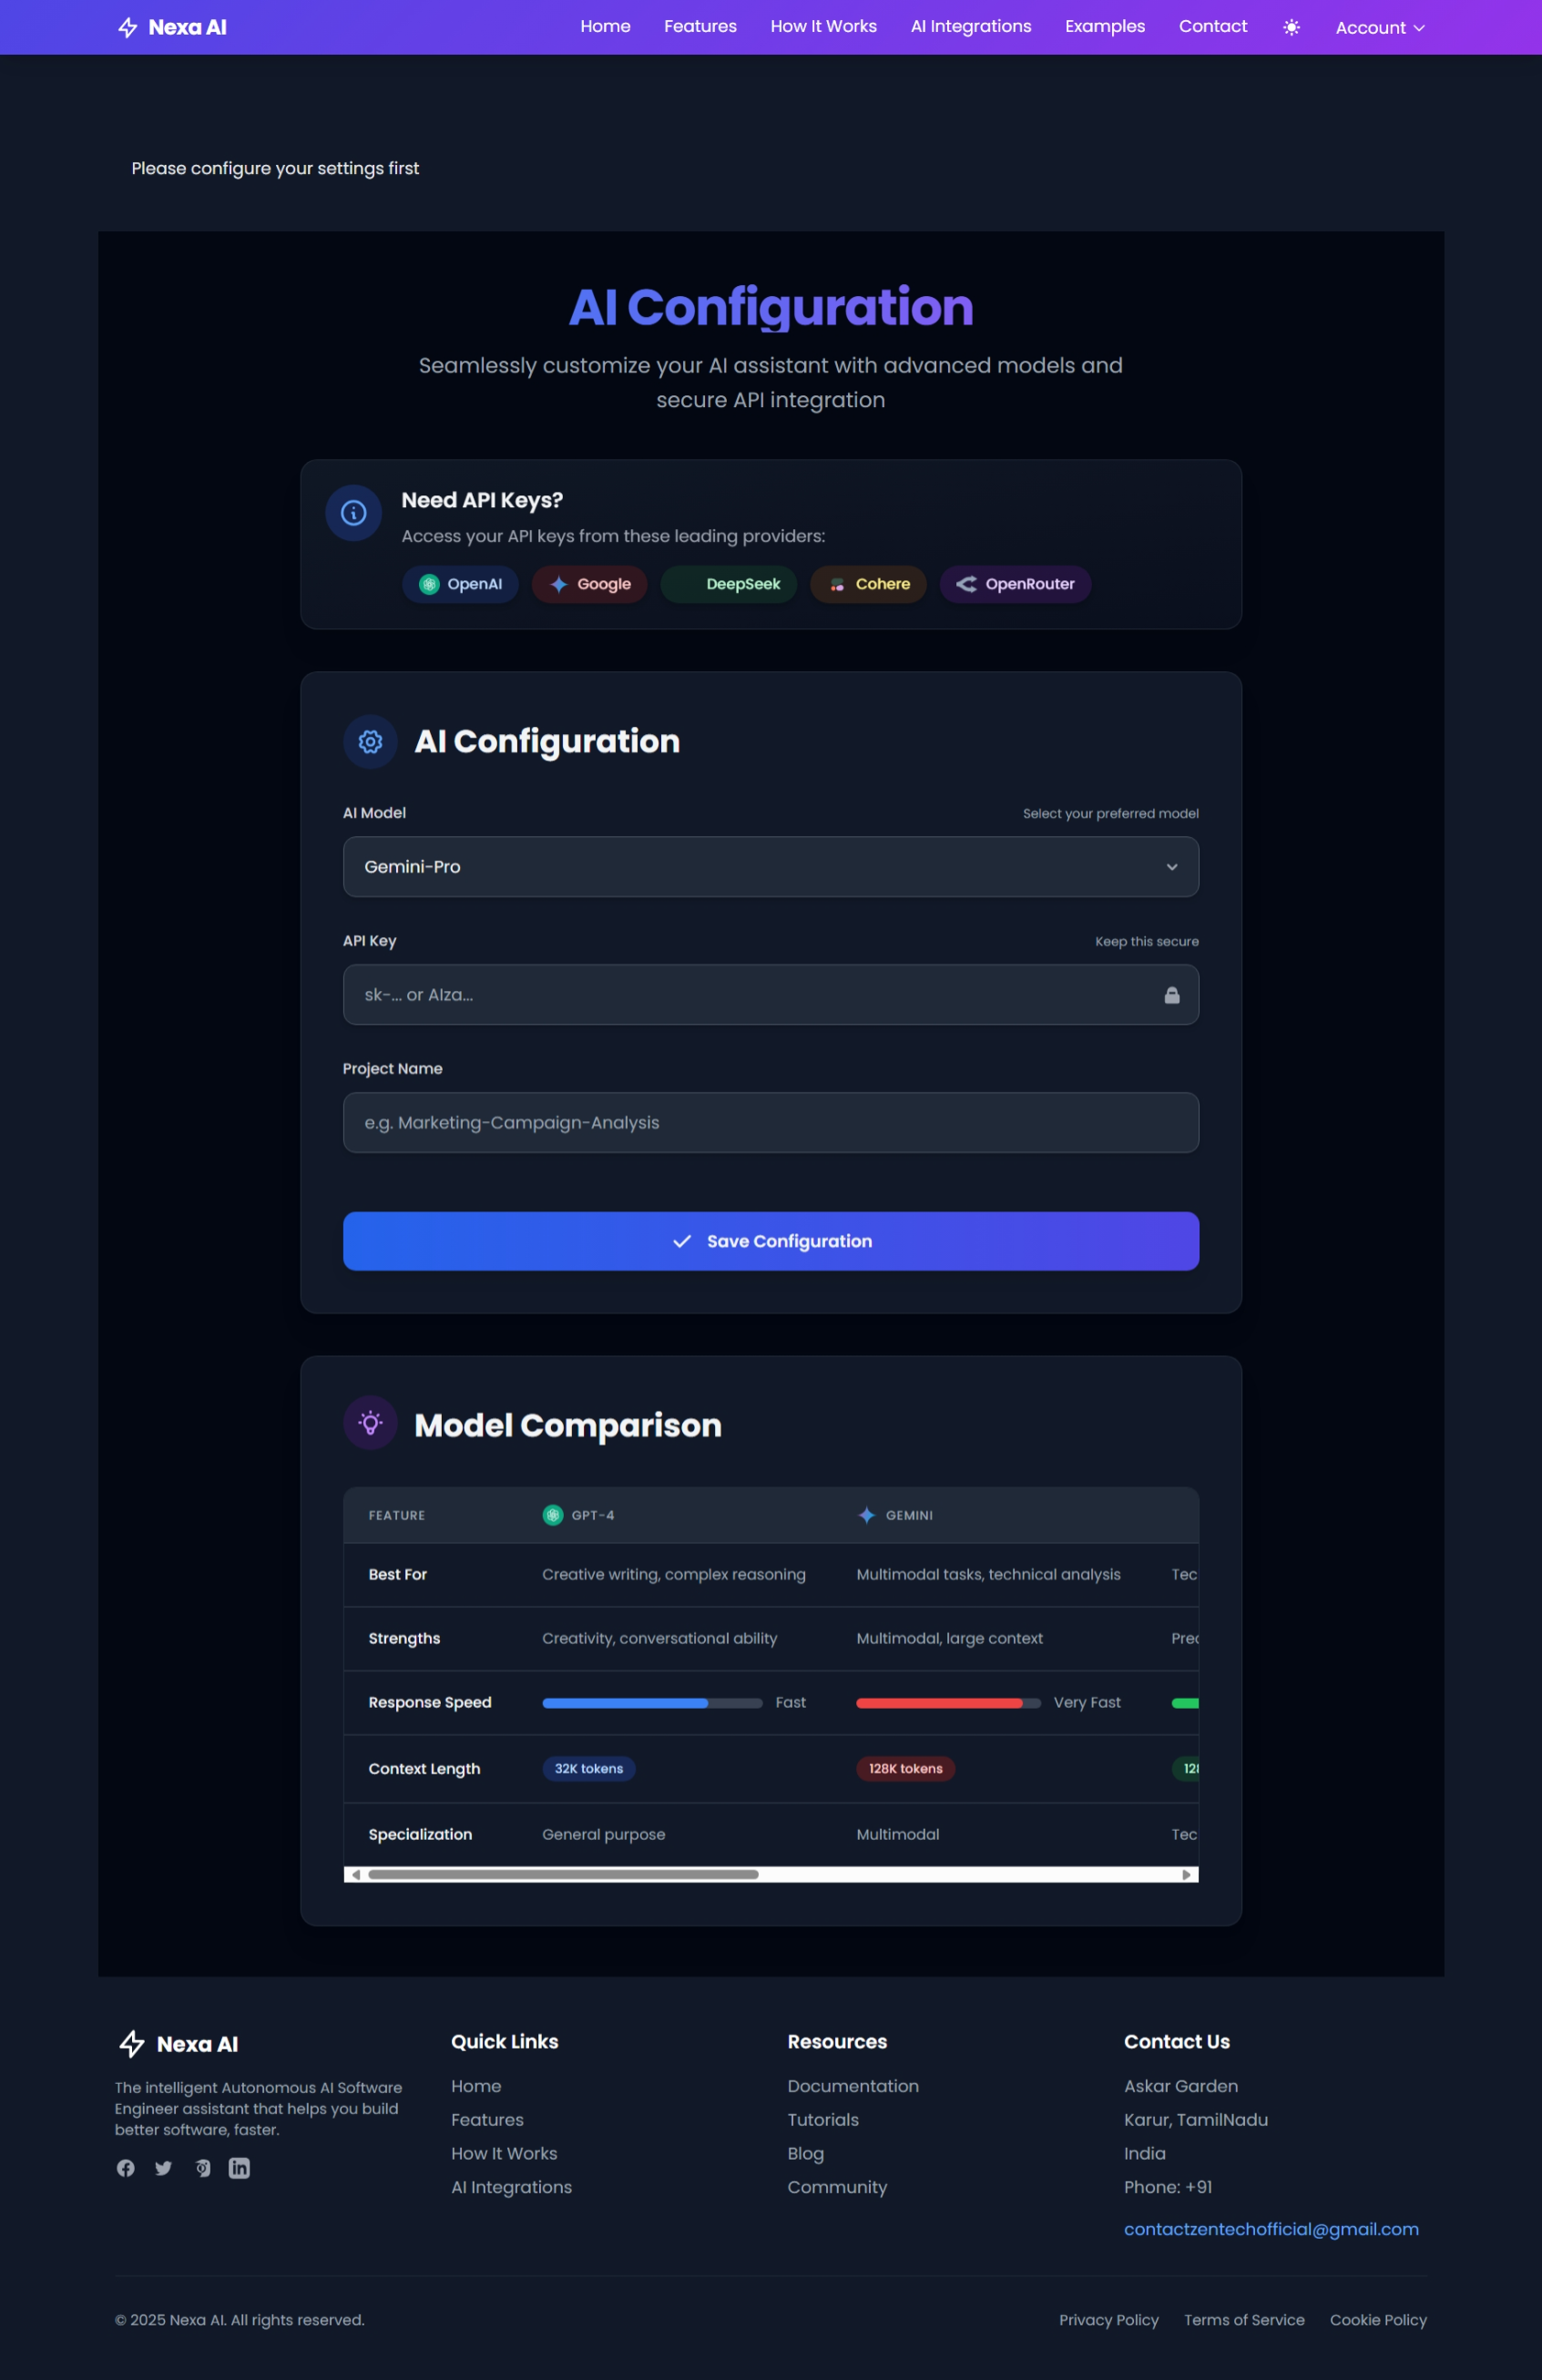 Nexa AI
Home Features How It Works AI Integrations Examples Contact Account
Please configure your settings first
AI Configuration
Seamlessly customize your AI assistant with advanced models and
secure API integration
Need API Keys?
Access your API keys from these leading providers:
OpenAI Google DeepSeek Cohere OpenRouter
AI Configuration
AI Model Select your preferred model
Gemini-Pro
API Key Keep this secure
sk-... or AIza...
Project Name
e.g. Marketing-Campaign-Analysis
Save Configuration
Model Comparison
FEATURE GPT-4 GEMINI
Best For Creative writing, complex reasoning Multimodal tasks, technical analysis Tec
Strengths Creativity, conversational ability Multimodal, large context Prec
Response Speed Fast Very Fast
Context Length 32K tokens 128K tokens 128
Specialization General purpose Multimodal Tec
Nexa AI
The intelligent Autonomous AI Software
Engineer assistant that helps you build
better software, faster.
Quick Links
Home
Features
How It Works
AI Integrations
Resources
Documentation
Tutorials
Blog
Community
Contact Us
Askar Garden
Karur, TamilNadu
India
Phone: +91
contactzentechofficial@gmail.com
© 2025 Nexa AI. All rights reserved.
Privacy Policy Terms of Service Cookie Policy